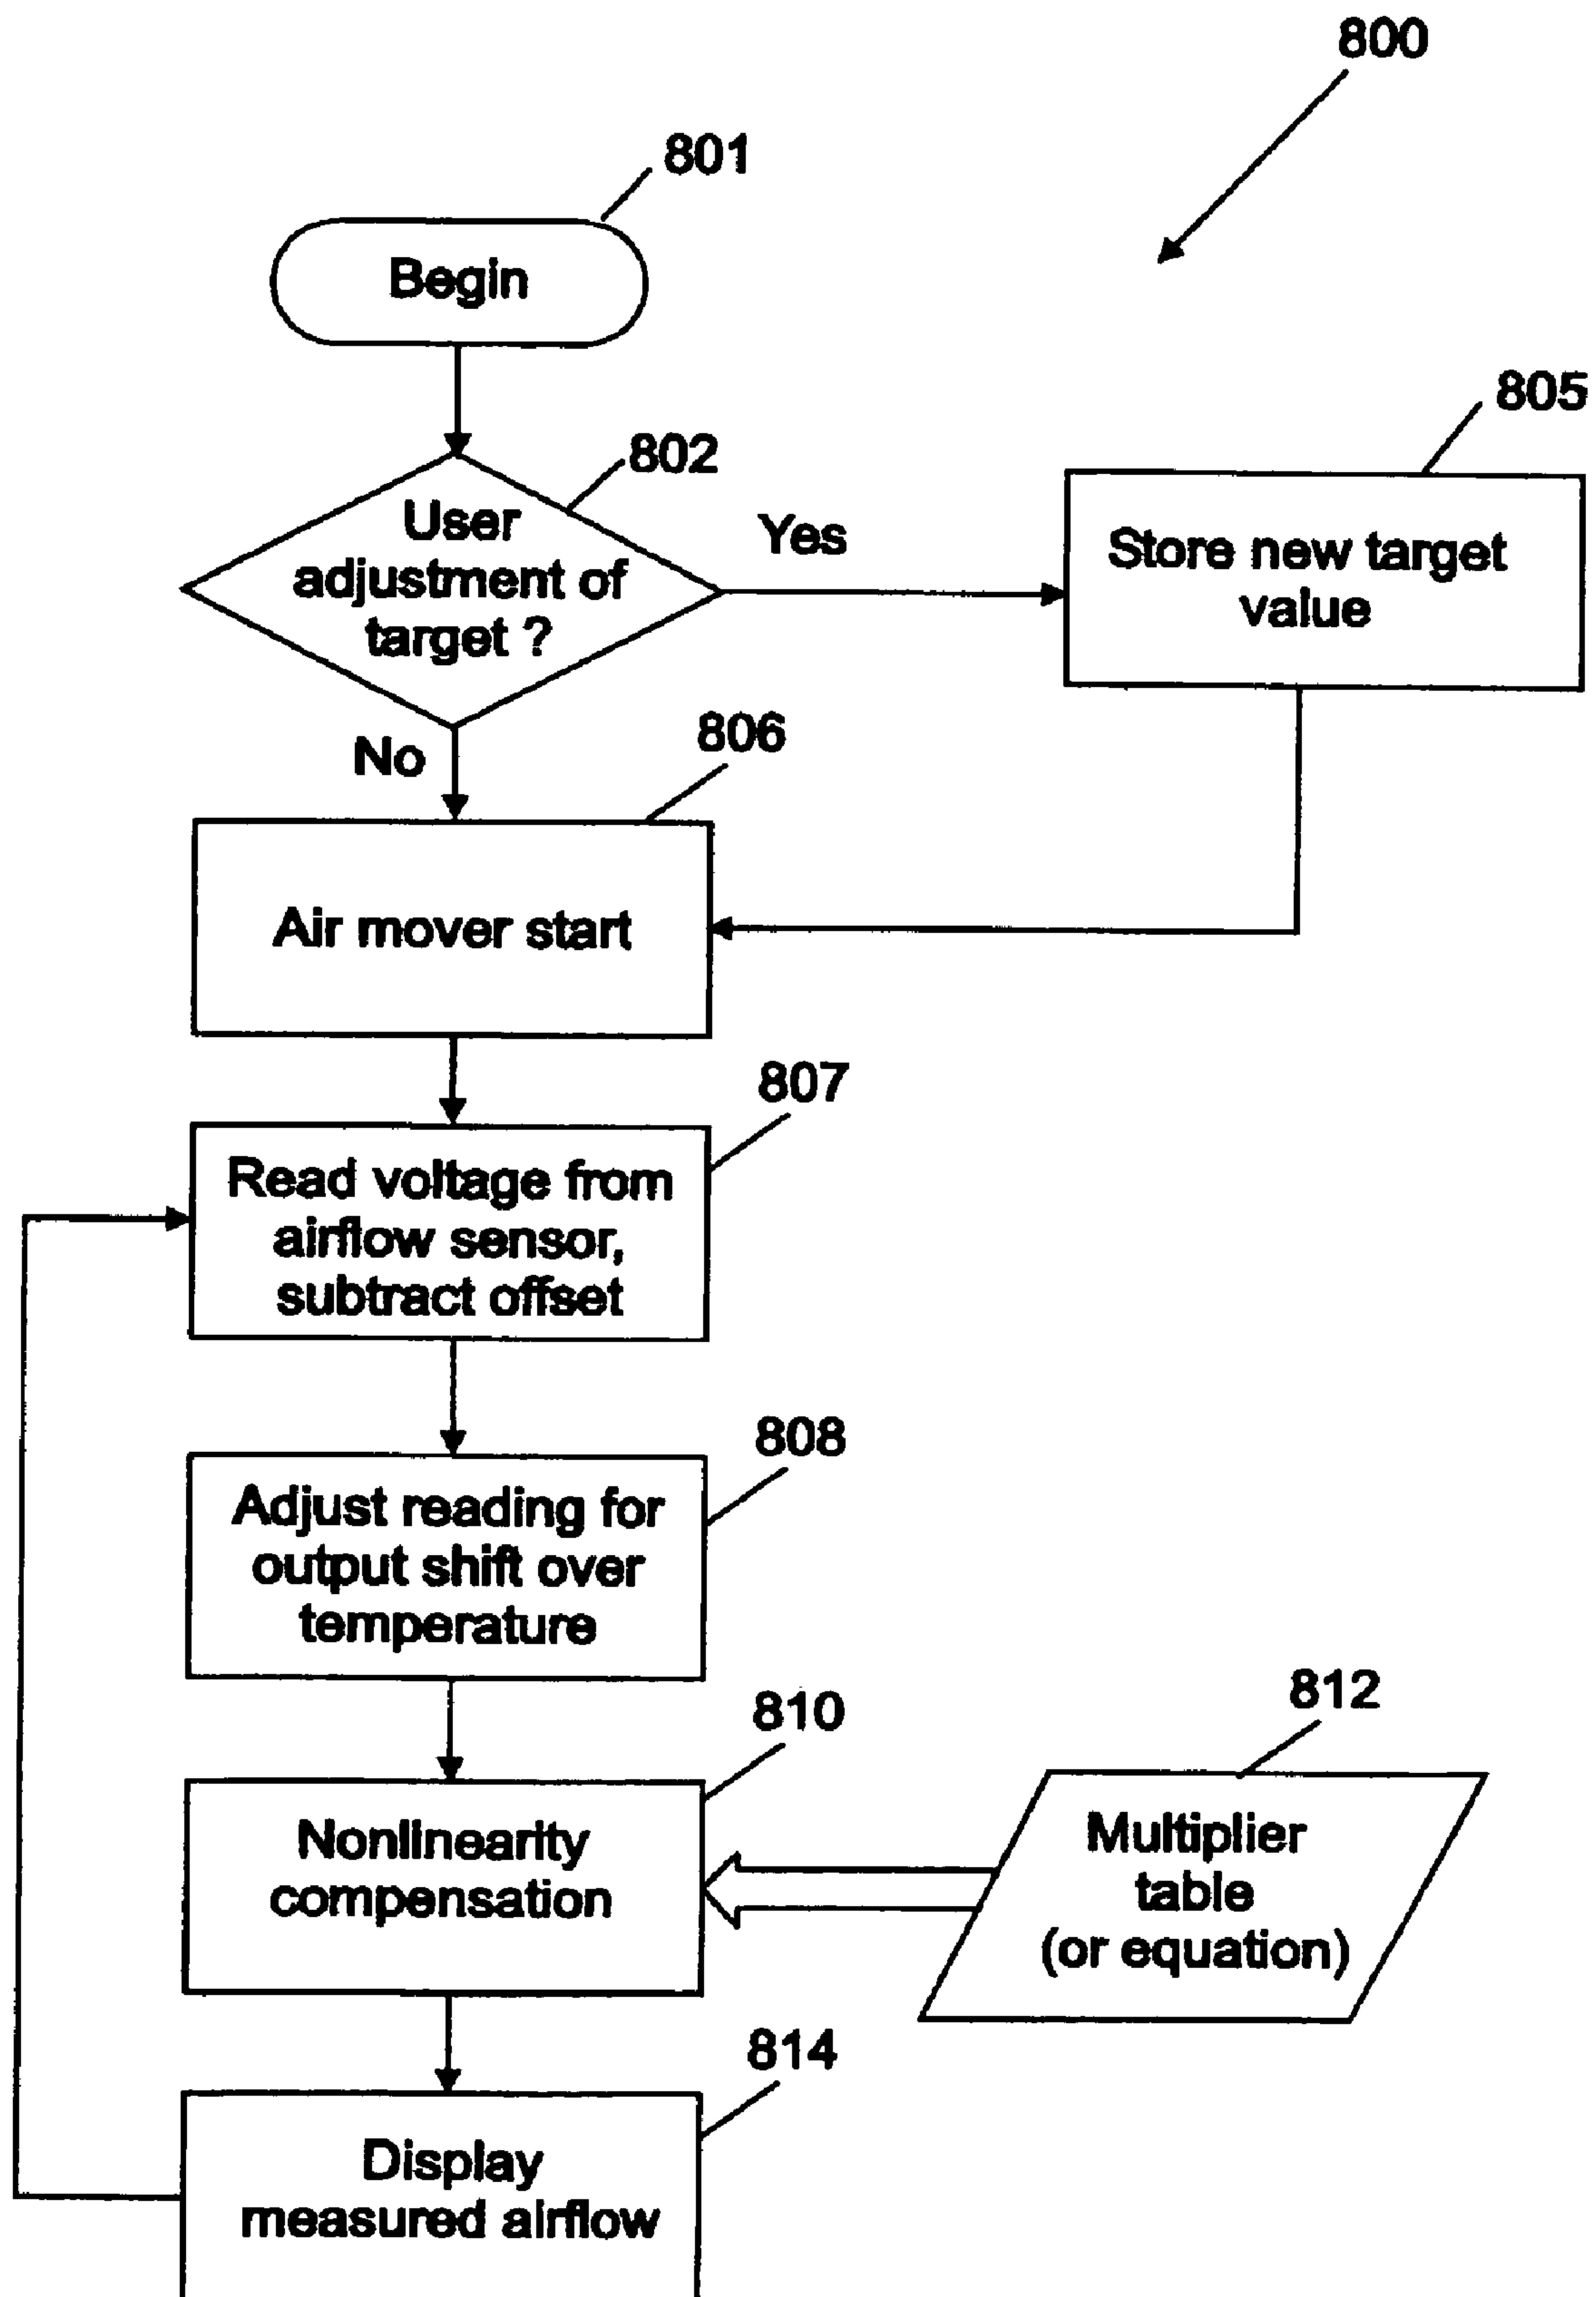 800
801
Begin
802
User
adjustment of
target ?
Yes
805
Store new target
value
No
806
Air mover start
807
Read voltage from
airflow sensor,
subtract offset
808
Adjust reading for
output shift over
temperature
810
Nonlinearity
compensation
812
Multiplier
table
(or equation)
814
Display
measured airflow